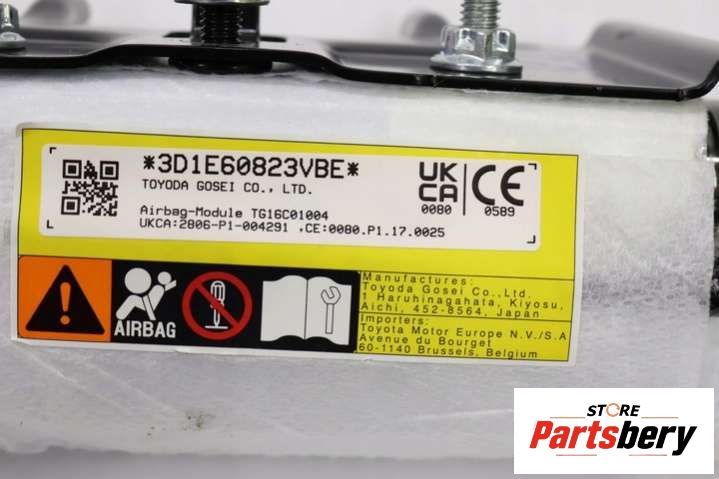 *3D1E60823VBE*
TOYODA GOSEI CO., LTD.
Airbag-Module TG16C01004
UKCA:2806-P1-004291 ,CE:0080.P1.17.0025
UK
CA
0080
CE
0589
AIRBAG
Manufactures:
Toyoda Gosei Co.,Ltd.
1 Haruhinagahata, Kiyosu,
Aichi, 452-8564, Japan
Importers:
Toyota Motor Europe N.V./S.A
Avenue du Bourget
60-1140 Brussels, Belgium
STORE
Partsbery